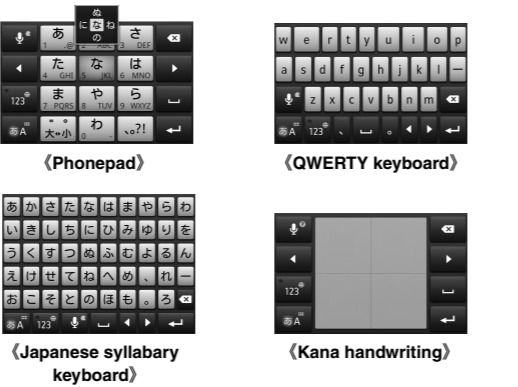 ぬ
に な ね
の
あ 1 .@ 2 ABC さ 3 DEF
た 4 GHI な 5 JKL は 6 MNO
123 ま 7 PQRS や 8 TUV ら 9 WXYZ
あA 大⇔小 わ 0 、。?!
《Phonepad》
w e r t y u i o p
a s d f g h j k l ー
z x c v b n m
あA 123 、 。
《QWERTY keyboard》
あ か さ た な は ま や ら わ
い き し ち に ひ み ゆ り を
う く す つ ぬ ふ む よ る ん
え け せ て ね へ め 、 れ ー
お こ そ と の ほ も 。 ろ
あA 123
《Japanese syllabary
keyboard》
123
あA
《Kana handwriting》